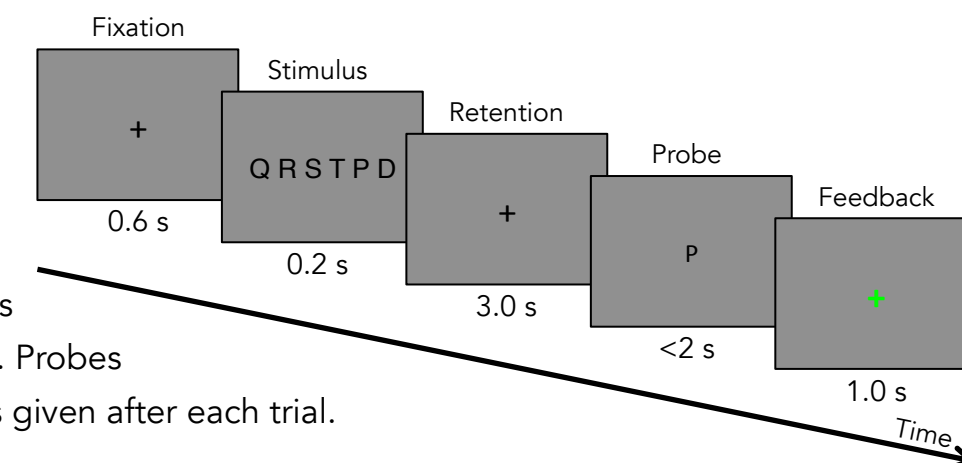 Fixation
+
0.6 s
Stimulus
Q R S T P D
0.2 s
Retention
+
3.0 s
Probe
P
<2 s
Feedback
+
1.0 s
Time
. Probes
given after each trial.